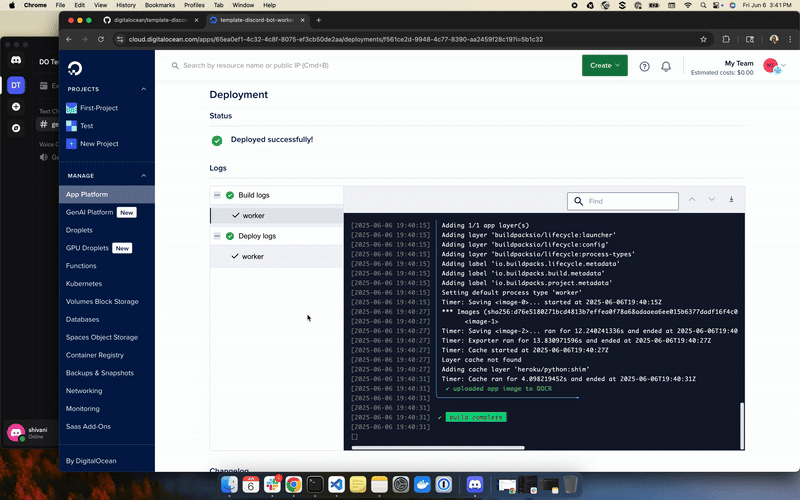 Chrome File Edit View History Bookmarks Profiles Tab Window Help
Fri Jun 6 3:41 PM
digitalocean/template-discor
template-discord-bot-worker
cloud.digitalocean.com/apps/65ea0ef1-4c32-4c8f-8075-ef3cb50de2aa/deployments/f561ce2d-9948-4c77-8390-aa2459f28c19?i=5b1c32
DO Te
DT
Text Ch
Voice C
shivani
Online
PROJECTS
First-Project
Test
New Project
MANAGE
App Platform
GenAI Platform New
Droplets
GPU Droplets New
Functions
Kubernetes
Volumes Block Storage
Databases
Spaces Object Storage
Container Registry
Backups & Snapshots
Networking
Monitoring
SaaS Add-Ons
By DigitalOcean
Search by resource name or public IP (Cmd+B)
Create
My Team
Estimated costs: $0.00
Deployment
Status
Deployed successfully!
Logs
Build logs
worker
Deploy logs
worker
Find
[2025-06-06 19:40:15] Adding 1/1 app layer(s)
[2025-06-06 19:40:15] Adding layer 'buildpacksio/lifecycle:launcher'
[2025-06-06 19:40:15] Adding layer 'buildpacksio/lifecycle:config'
[2025-06-06 19:40:15] Adding layer 'buildpacksio/lifecycle:process-types'
[2025-06-06 19:40:15] Adding label 'io.buildpacks.lifecycle.metadata'
[2025-06-06 19:40:15] Adding label 'io.buildpacks.build.metadata'
[2025-06-06 19:40:15] Adding label 'io.buildpacks.project.metadata'
[2025-06-06 19:40:15] Setting default process type 'worker'
[2025-06-06 19:40:15] Timer: Saving <image-0>... started at 2025-06-06T19:40:15Z
[2025-06-06 19:40:27] *** Images (sha256:d76e5180271bcd4813b7effea0f78a68adaaea6ee015b6377dadf16f4c0
[2025-06-06 19:40:27] <image-1>
[2025-06-06 19:40:27] Timer: Saving <image-2>... ran for 12.240241336s and ended at 2025-06-06T19:40
[2025-06-06 19:40:27] Timer: Exporter ran for 13.830971596s and ended at 2025-06-06T19:40:27Z
[2025-06-06 19:40:27] Timer: Cache started at 2025-06-06T19:40:27Z
[2025-06-06 19:40:27] Layer cache not found
[2025-06-06 19:40:27] Adding cache layer 'heroku/python:shim'
[2025-06-06 19:40:31] Timer: Cache ran for 4.098219452s and ended at 2025-06-06T19:40:31Z
[2025-06-06 19:40:31] ✔ uploaded app image to DOCR
[2025-06-06 19:40:31]
[2025-06-06 19:40:31]
[2025-06-06 19:40:31] ✔ build complete
[2025-06-06 19:40:31]
[]
Changelog